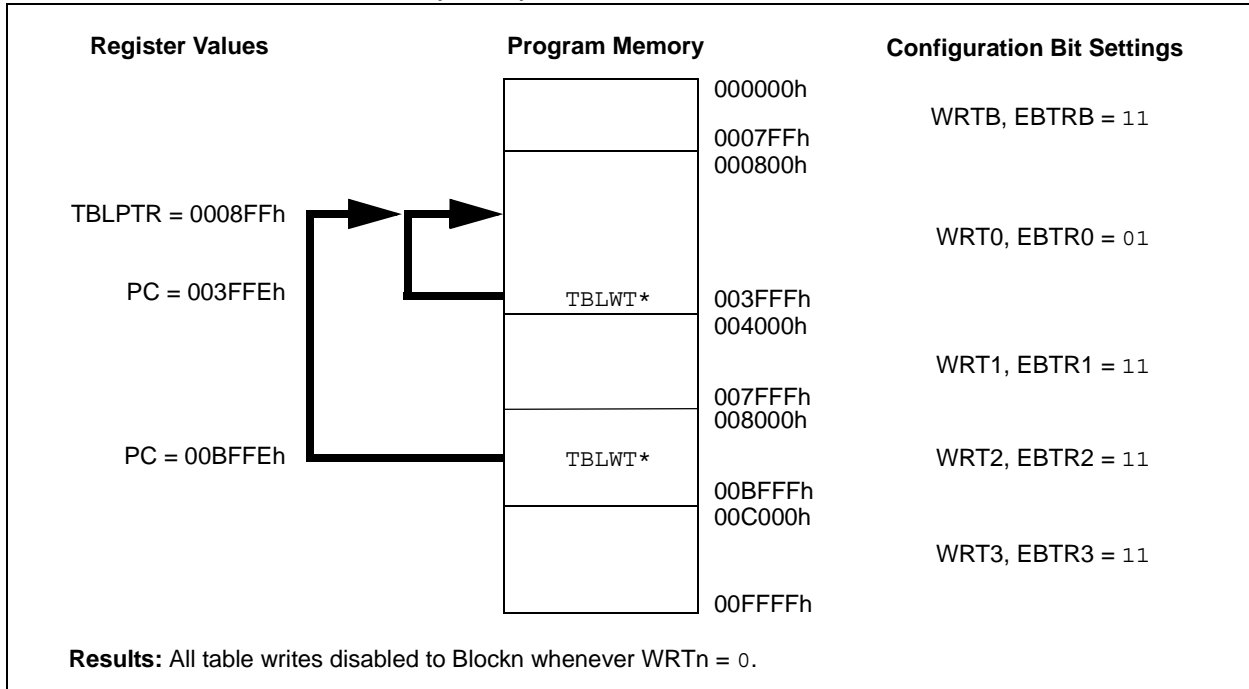 Register Values
Program Memory
Configuration Bit Settings
000000h
WRTB, EBTRB = 11
0007FFh
000800h
TBLPTR = 0008FFh
WRT0, EBTR0 = 01
PC = 003FFEh
TBLWT*
003FFFh
004000h
WRT1, EBTR1 = 11
007FFFh
008000h
PC = 00BFFEh
TBLWT*
WRT2, EBTR2 = 11
00BFFFh
00C000h
WRT3, EBTR3 = 11
00FFFFh
Results: All table writes disabled to Blockn whenever WRTn = 0.